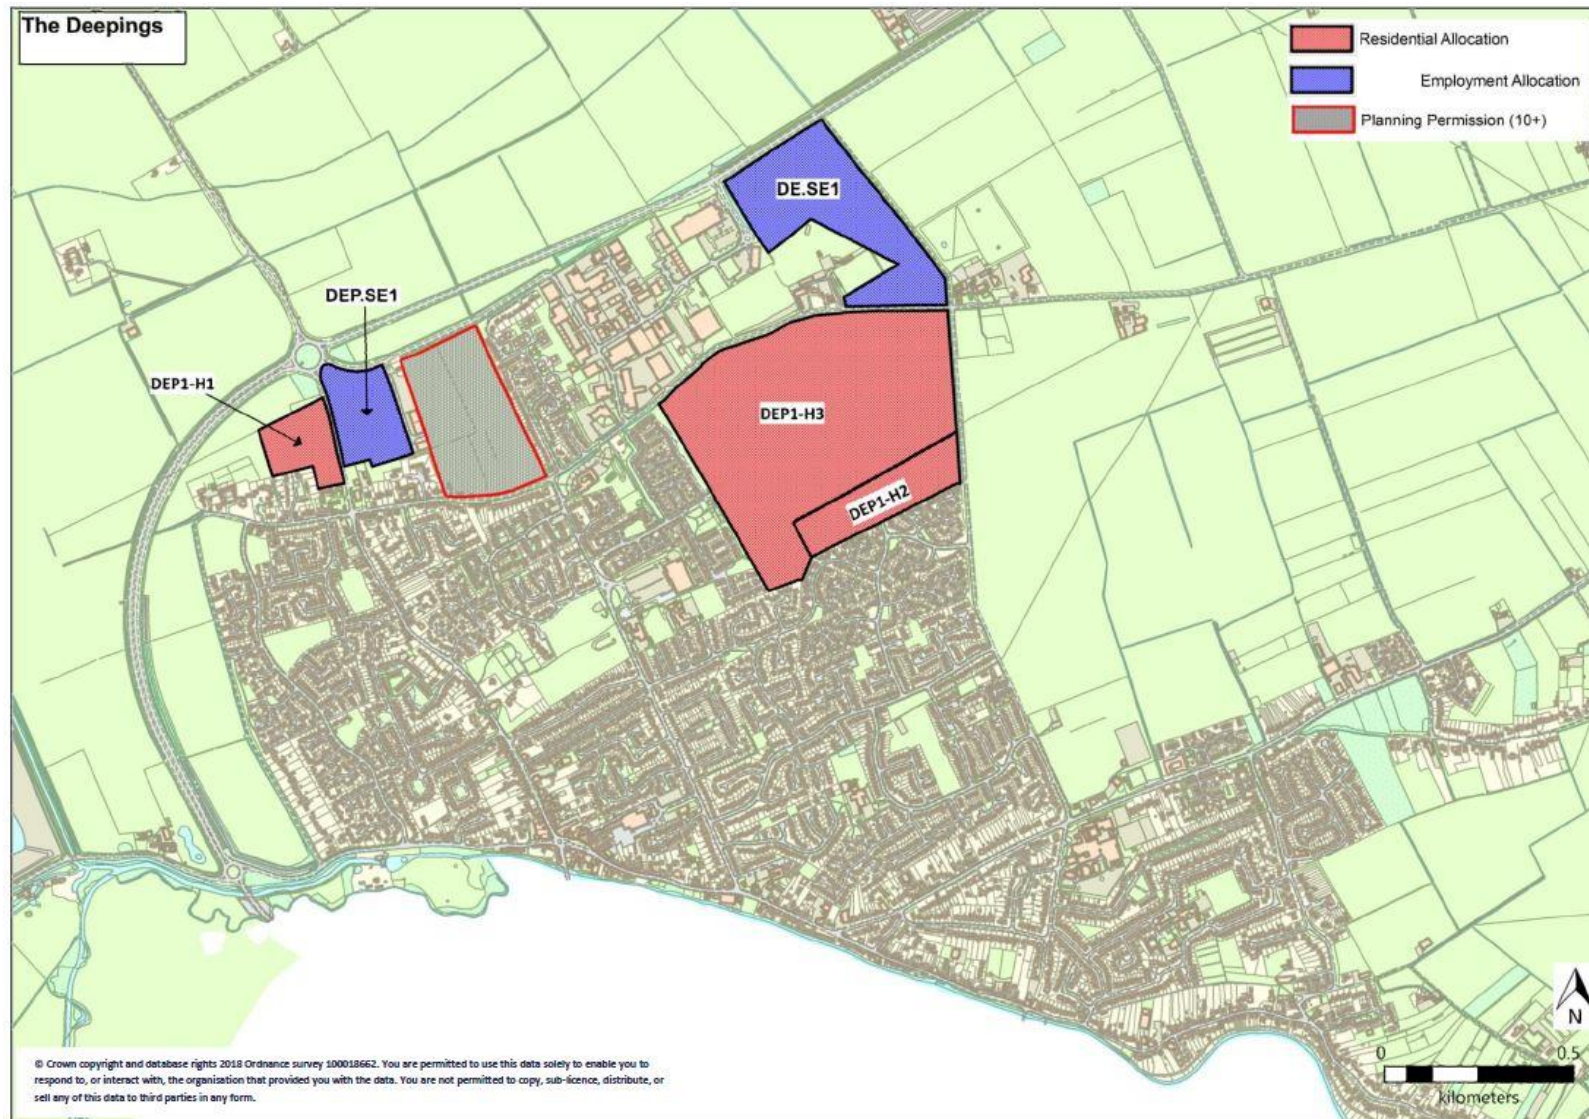 The Deepings
Residential Allocation
Employment Allocation
Planning Permission (10+)
DE.SE1
DEP.SE1
DEP1-H1
DEP1-H3
DEP1-H2
N
0 0.5
kilometers
© Crown copyright and database rights 2018 Ordnance survey 100018662. You are permitted to use this data solely to enable you to
respond to, or interact with, the organisation that provided you with the data. You are not permitted to copy, sub-licence, distribute, or
sell any of this data to third parties in any form.